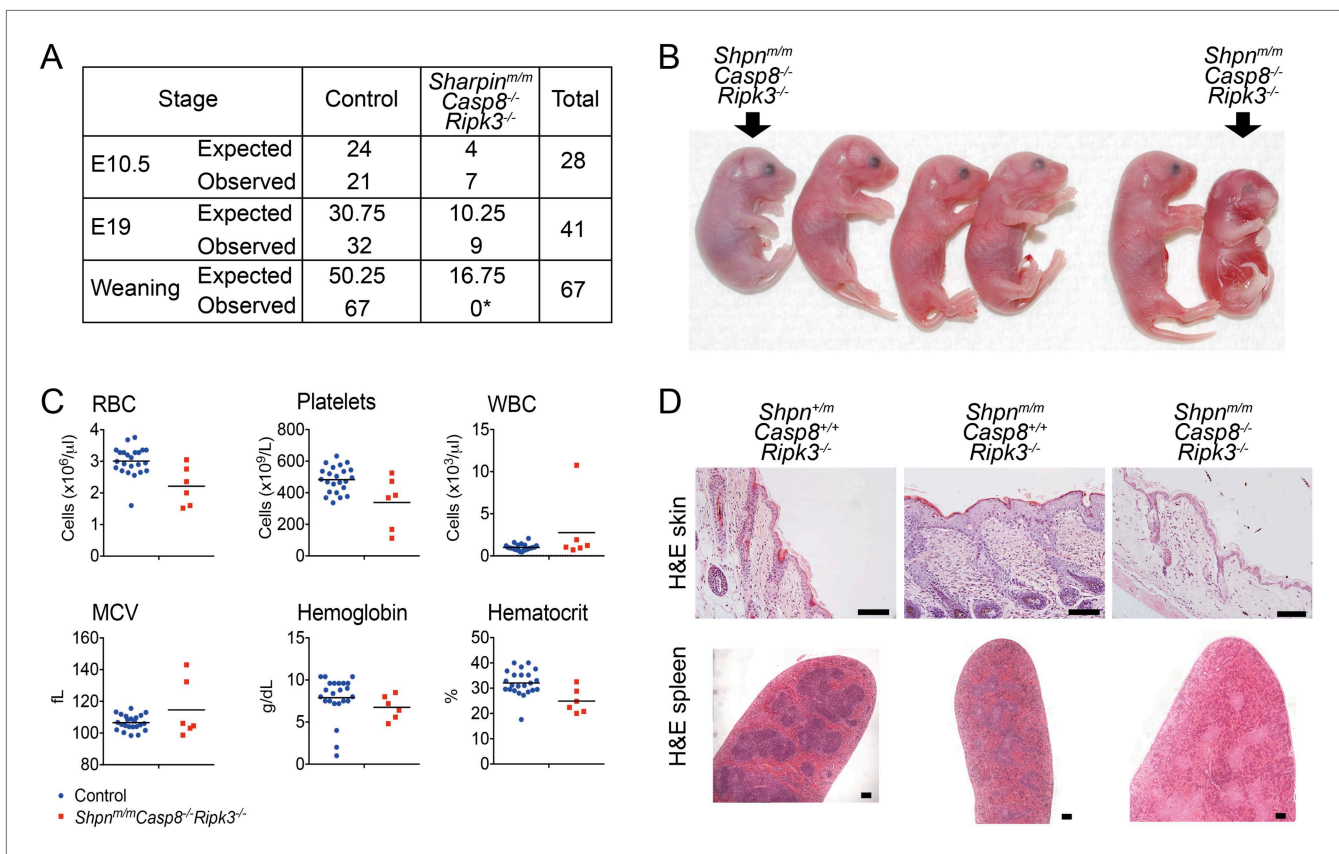 A
Stage Control Sharpinᵐ/ᵐ Casp8⁻/⁻ Ripk3⁻/⁻ Total
E10.5 Expected 24 4 28
Observed 21 7
E19 Expected 30.75 10.25 41
Observed 32 9
Weaning Expected 50.25 16.75 67
Observed 67 0*
B
Shpnᵐ/ᵐ
Casp8⁻/⁻
Ripk3⁻/⁻
Shpnᵐ/ᵐ
Casp8⁻/⁻
Ripk3⁻/⁻
C
RBC
Cells (x10⁶/µl)
4
3
2
1
0
Platelets
Cells (x10⁹/L)
800
600
400
200
0
WBC
Cells (x10³/µl)
15
10
5
0
MCV
fL
160
140
120
100
80
Hemoglobin
g/dL
15
10
5
0
Hematocrit
%
50
40
30
20
10
0
Control
Shpnᵐ/ᵐCasp8⁻/⁻Ripk3⁻/⁻
D
Shpn⁺/ᵐ
Casp8⁺/⁺
Ripk3⁻/⁻
Shpnᵐ/ᵐ
Casp8⁺/⁺
Ripk3⁻/⁻
Shpnᵐ/ᵐ
Casp8⁻/⁻
Ripk3⁻/⁻
H&E skin
H&E spleen